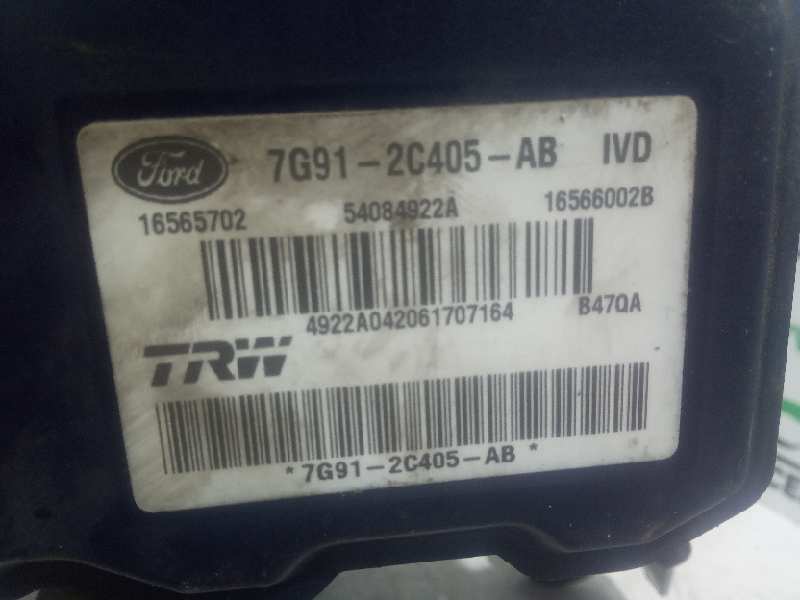 Ford 7G91-2C405-AB IVD
16565702 54084922A 16566002B
4922A042061707164 B47QA
TRW
*7G91-2C405-AB*